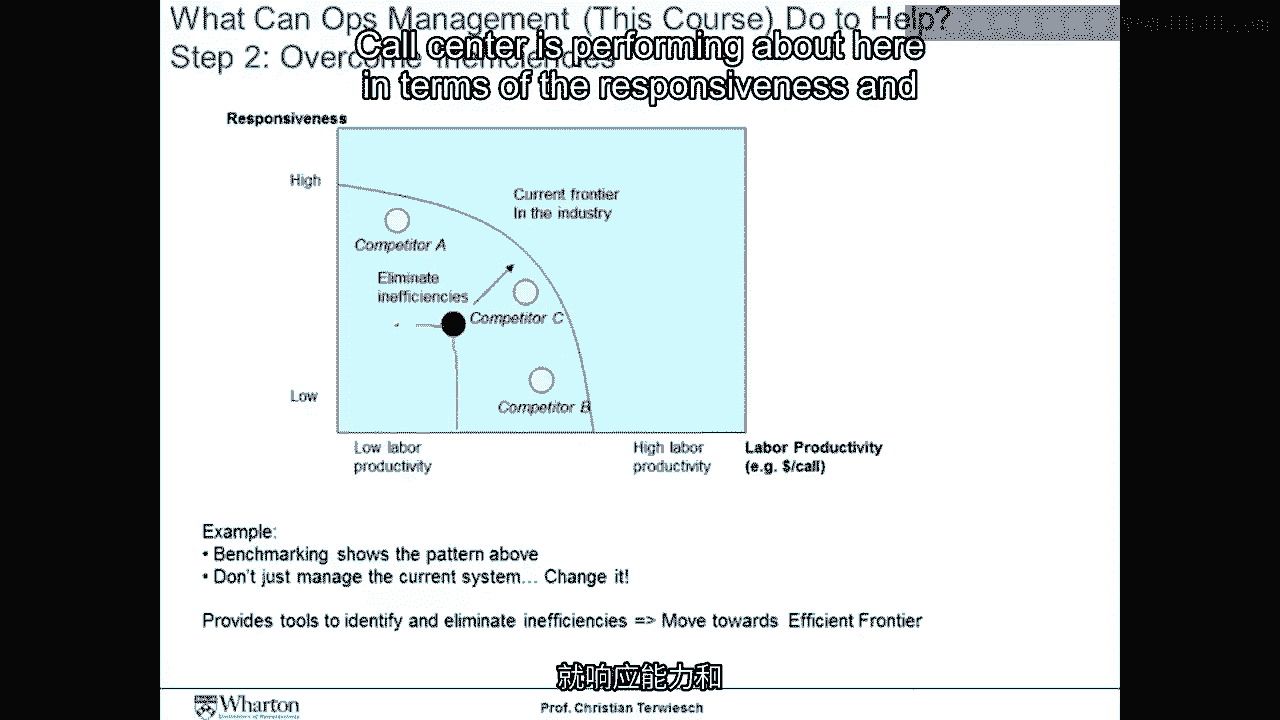 What Can Ops Management (This Course) Do to Help?
Step 2: Overcome Inefficiencies
Call center is performing about here
in terms of the responsiveness and
Responsiveness
High
Current frontier
In the industry
Competitor A
Eliminate
inefficiencies
Competitor C
Low
Competitor B
Low labor
productivity
High labor
productivity
Labor Productivity
(e.g. $/call)
Example:
• Benchmarking shows the pattern above
• Don't just manage the current system... Change it!
Provides tools to identify and eliminate inefficiencies => Move towards Efficient Frontier
就响应能力和
Wharton
Prof. Christian Terwiesch